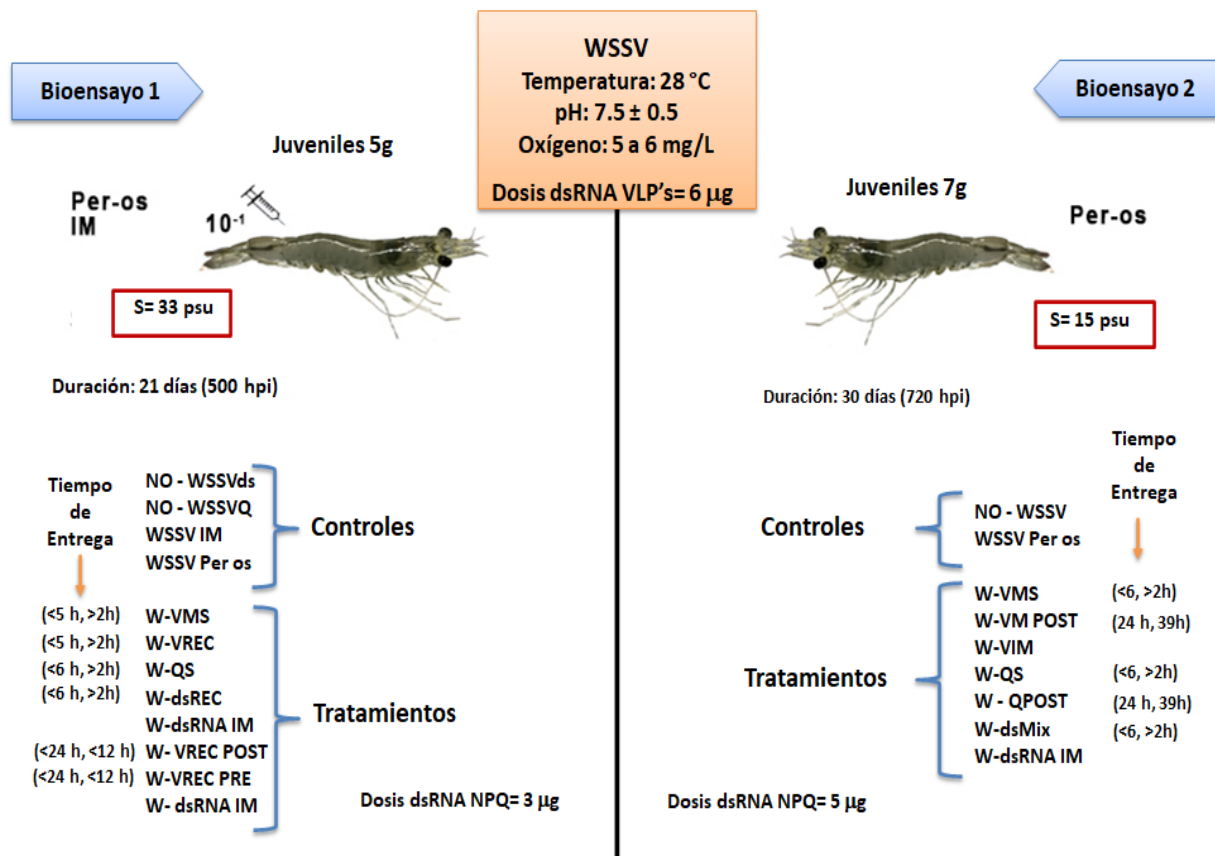 WSSV
Temperatura: 28 °C
pH: 7.5 ± 0.5
Oxígeno: 5 a 6 mg/L
Dosis dsRNA VLP's= 6 µg
Bioensayo 1
Juveniles 5g
Per-os
IM
10⁻¹
S= 33 psu
Duración: 21 días (500 hpi)
Tiempo
de
Entrega
NO - WSSVds
NO - WSSVQ
WSSV IM
WSSV Per os
Controles
(<5 h, >2h) W-VMS
(<5 h, >2h) W-VREC
(<6 h, >2h) W-QS
(<6 h, >2h) W-dsREC
W-dsRNA IM
(<24 h, <12 h) W- VREC POST
(<24 h, <12 h) W-VREC PRE
W- dsRNA IM
Tratamientos
Dosis dsRNA NPQ= 3 µg
Bioensayo 2
Juveniles 7g
Per-os
S= 15 psu
Duración: 30 días (720 hpi)
Tiempo
de
Entrega
Controles
NO - WSSV
WSSV Per os
Tratamientos
W-VMS (<6, >2h)
W-VM POST (24 h, 39h)
W-VIM
W-QS (<6, >2h)
W - QPOST (24 h, 39h)
W-dsMix (<6, >2h)
W-dsRNA IM
Dosis dsRNA NPQ= 5 µg